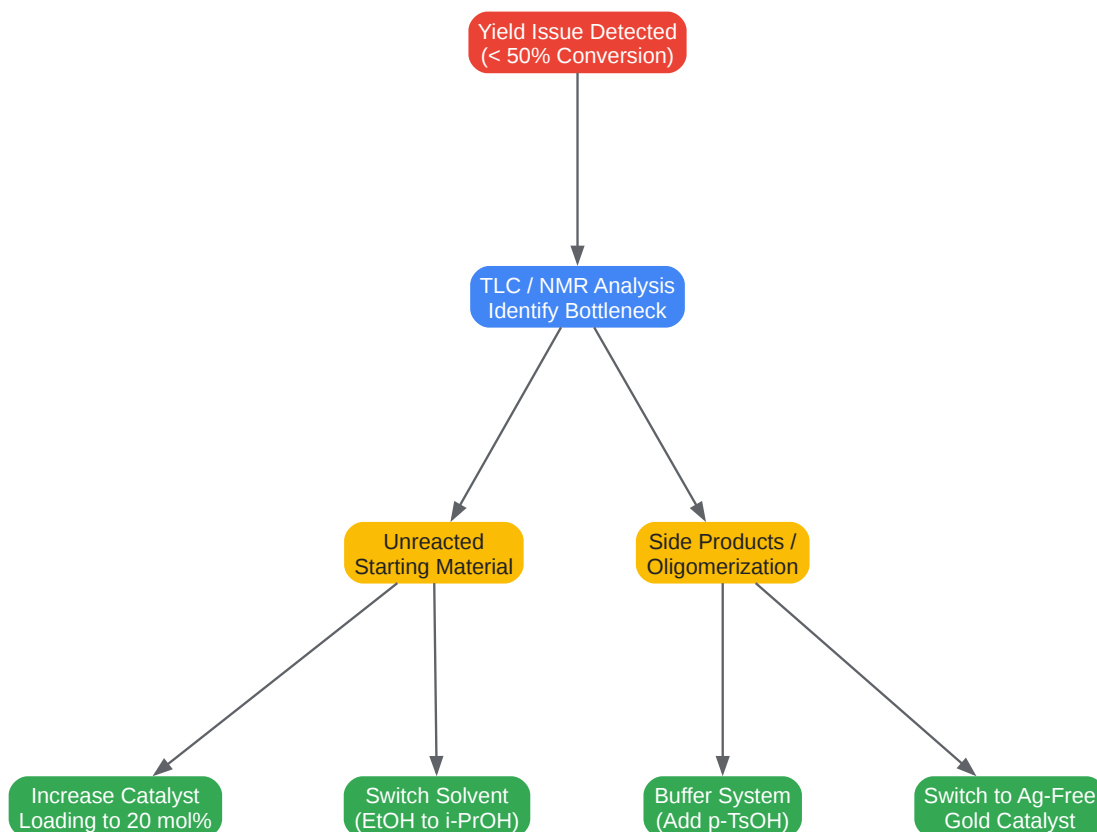 Yield Issue Detected
(< 50% Conversion)
TLC / NMR Analysis
Identify Bottleneck
Unreacted
Starting Material
Side Products /
Oligomerization
Increase Catalyst
Loading to 20 mol%
Switch Solvent
(EtOH to i-PrOH)
Buffer System
(Add p-TsOH)
Switch to Ag-Free
Gold Catalyst